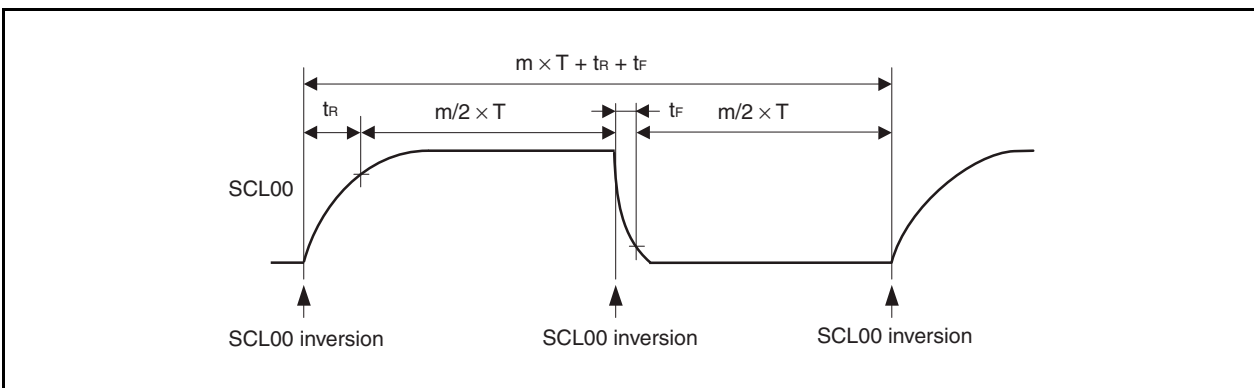 m × T + tR + tF
tR
m/2 × T
tF
m/2 × T
SCL00
SCL00 inversion
SCL00 inversion
SCL00 inversion